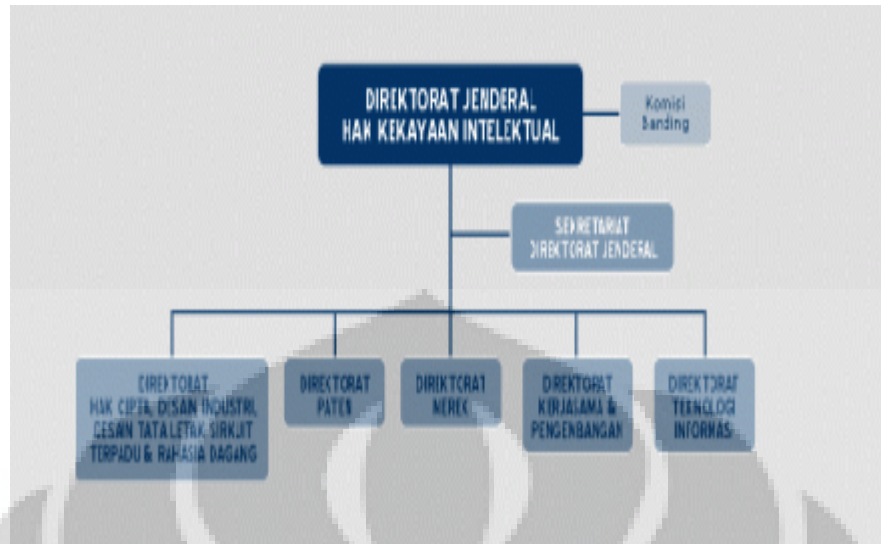 DIREKTORAT JENDERAL
HAK KEKAYAAN INTELEKTUAL
Komisi
Banding
SEKRETARIAT
DIREKTORAT JENDERAL
DIREKTORAT
HAK CIPTA, DESAIN INDUSTRI,
DESAIN TATA LETAK SIRKUIT
TERPADU & RAHASIA DAGANG
DIREKTORAT
PATEN
DIREKTORAT
MEREK
DIREKTORAT
KERJASAMA &
PENGEMBANGAN
DIREKTORAT
TEKNOLOGI
INFORMASI